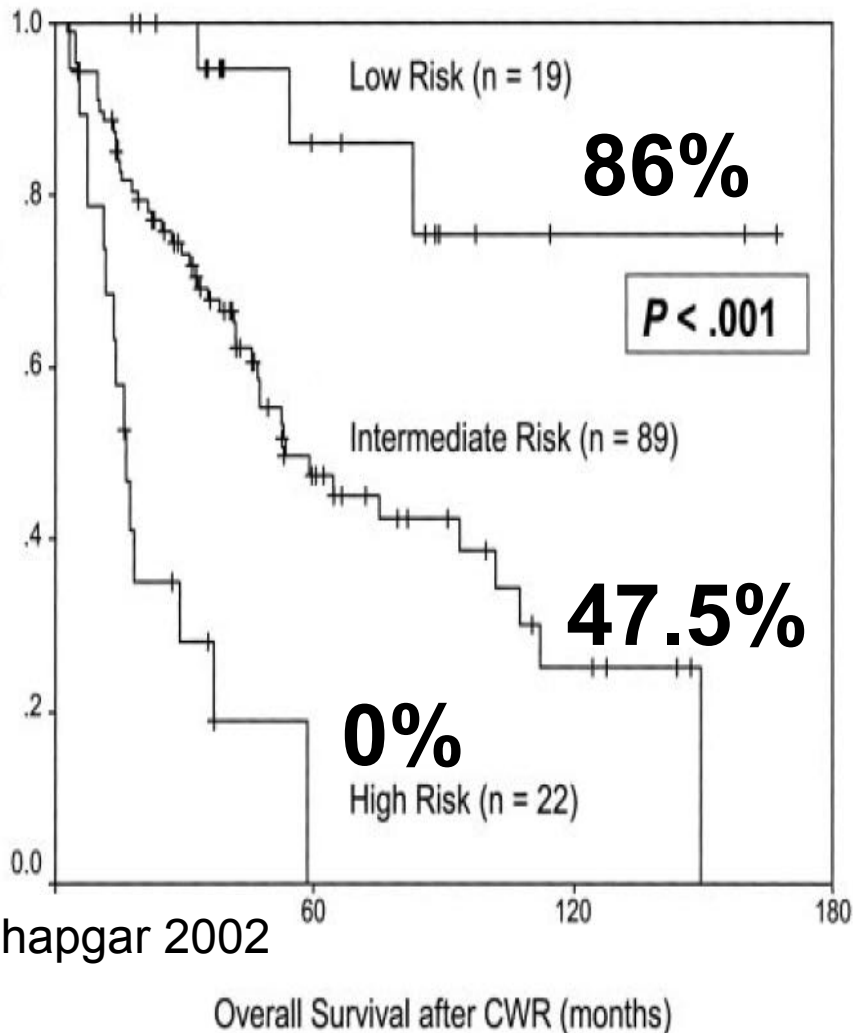 1.0
Low Risk (n = 19)
86%
.8
P < .001
.6
Intermediate Risk (n = 89)
.4
47.5%
.2
0%
High Risk (n = 22)
0.0
60 120 180
hapgar 2002
Overall Survival after CWR (months)